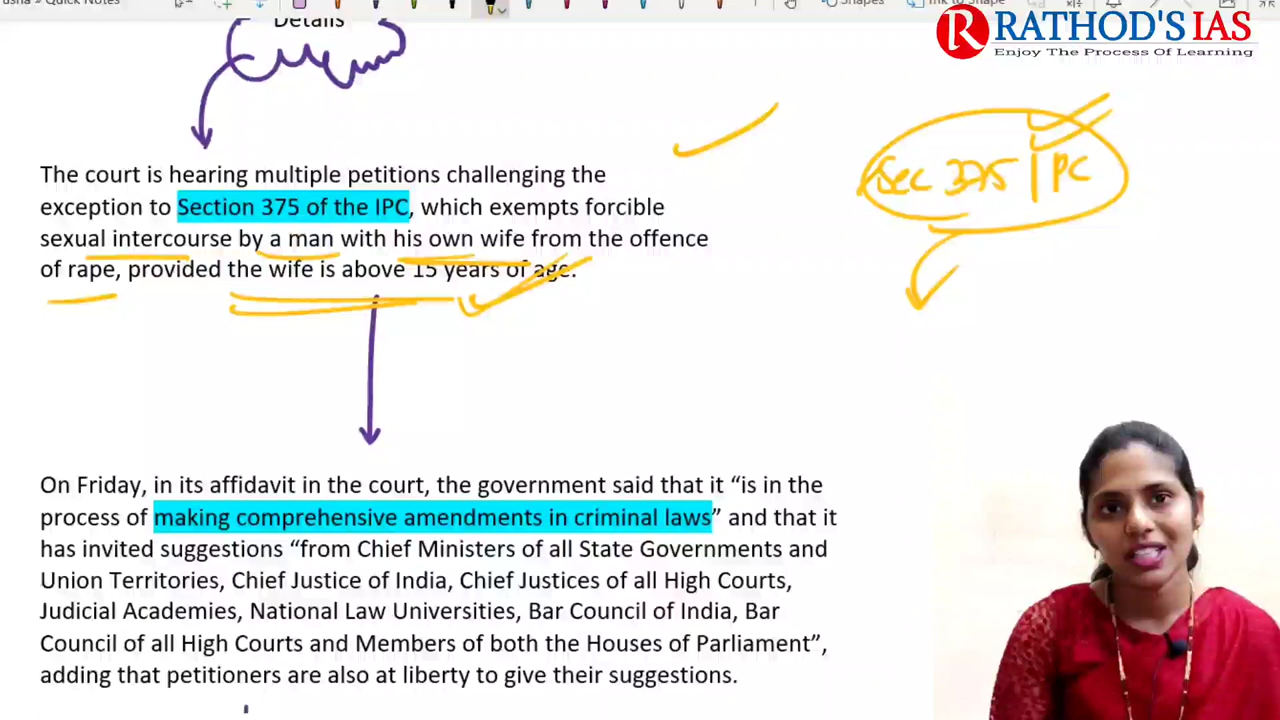 usha » Quick Notes
Shapes
Ink to Shape
Details
RATHOD'S IAS
Enjoy The Process Of Learning
The court is hearing multiple petitions challenging the
exception to Section 375 of the IPC, which exempts forcible
sexual intercourse by a man with his own wife from the offence
of rape, provided the wife is above 15 years of age.
Sec 375 IPC
On Friday, in its affidavit in the court, the government said that it “is in the
process of making comprehensive amendments in criminal laws” and that it
has invited suggestions “from Chief Ministers of all State Governments and
Union Territories, Chief Justice of India, Chief Justices of all High Courts,
Judicial Academies, National Law Universities, Bar Council of India, Bar
Council of all High Courts and Members of both the Houses of Parliament”,
adding that petitioners are also at liberty to give their suggestions.